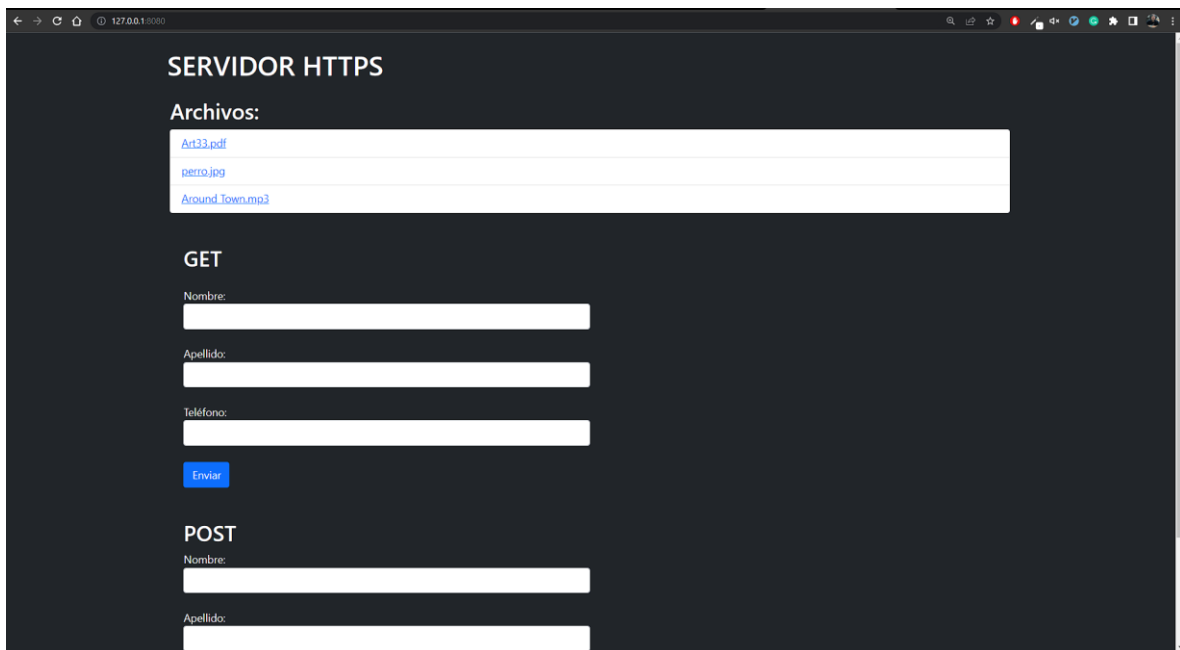 127.0.0.1:8080
SERVIDOR HTTPS
Archivos:
Art33.pdf
perro.jpg
Around Town.mp3
GET
Nombre:
Apellido:
Teléfono:
Enviar
POST
Nombre:
Apellido: